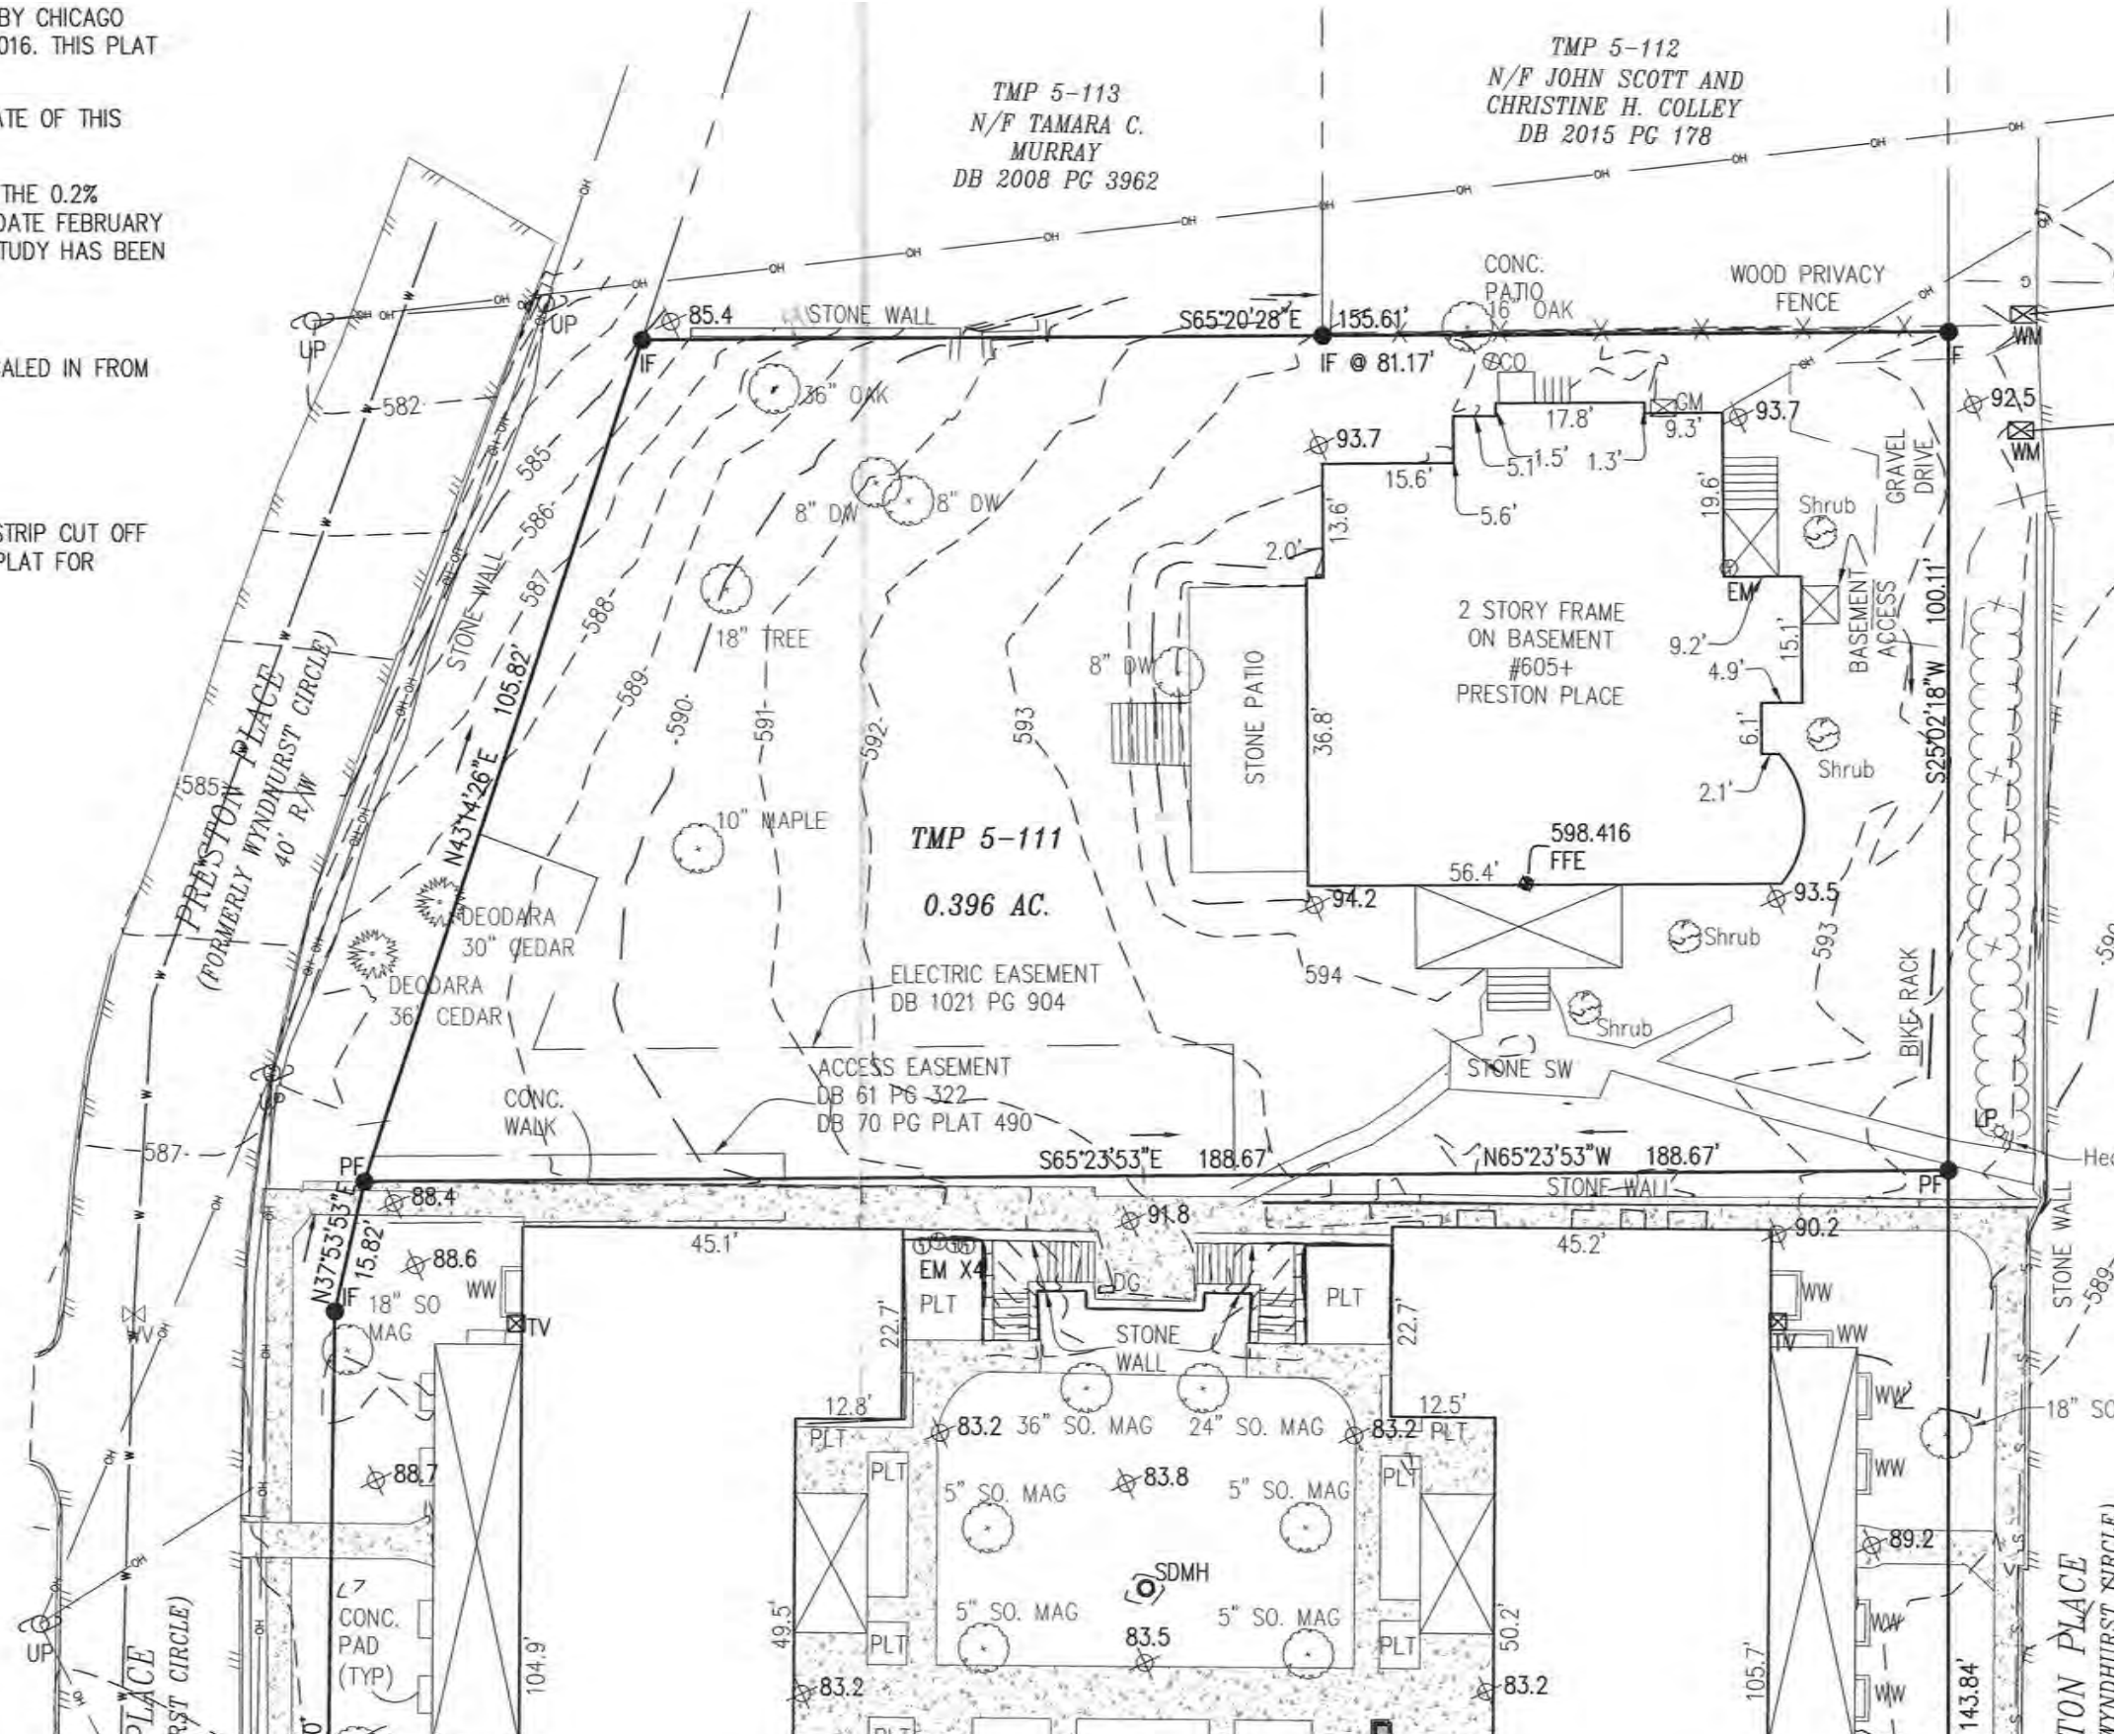 BY CHICAGO
016. THIS PLAT
ATE OF THIS
THE 0.2%
DATE FEBRUARY
STUDY HAS BEEN
ALED IN FROM
STRIP CUT OFF
PLAT FOR
TMP 5-113
N/F TAMARA C.
MURRAY
DB 2008 PG 3962
TMP 5-112
N/F JOHN SCOTT AND
CHRISTINE H. COLLEY
DB 2015 PG 178
UP
UP
IF
85.4
STONE WALL
S65°20'28"E 155.61'
IF @ 81.17'
CONC.
PATIO
16" OAK
CO
WOOD PRIVACY
FENCE
IF
WM
92.5
WM
582
585
586
587
588
589
590
591
592
593
36" OAK
8" DW
8" DW
18" TREE
10" MAPLE
8" DW
STONE WALL
N43°14'26"E 105.82'
93.7
17.8'
GM
9.3'
93.7
15.6'
5.1'
1.5'
1.3'
5.6'
13.6'
2.0'
19.6'
GRAVEL
DRIVE
Shrub
EM
9.2'
15.1'
BASEMENT
ACCESS
4.9'
6.1'
2.1'
Shrub
S25°02'18"W 100.11'
STONE PATIO
36.8'
2 STORY FRAME
ON BASEMENT
#605+
PRESTON PLACE
598.416
FFE
56.4'
94.2
93.5
TMP 5-111
0.396 AC.
585
PRESTON PLACE
(FORMERLY WYNDNURST CIRCLE)
40' R/W
DEODARA
30" CEDAR
DEODARA
36" CEDAR
ELECTRIC EASEMENT
DB 1021 PG 904
ACCESS EASEMENT
DB 61 PG 322
DB 70 PG PLAT 490
594
Shrub
Shrub
593
BIKE RACK
STONE SW
LP
UP
CONC.
WALK
587
PF
S65°23'53"E 188.67'
N65°23'53"W 188.67'
STONE WALL
PF
88.4
N37°53'53"E
15.82'
IF
88.6
18" SO
MAG
WW
TV
WV
45.1'
EM X4
PLT
22.7'
91.8
DG
STONE
WALL
PLT
22.7'
45.2'
90.2
WW
TV
WW
STONE WALL
589
12.8'
PLT
83.2
36" SO. MAG
24" SO. MAG
83.2
12.5'
PLT
WW
18" SO
88.7
PLT
5" SO. MAG
83.8
5" SO. MAG
PLT
WW
SDMH
89.2
UP
CONC.
PAD
(TYP)
104.9'
49.5'
PLT
5" SO. MAG
83.5
5" SO. MAG
PLT
50.2'
WW
83.2
83.2
105.7'
WW
143.84'
PLACE
RST CIRCLE)
PLT
TON PLACE
WYNDHURST CIRCLE)